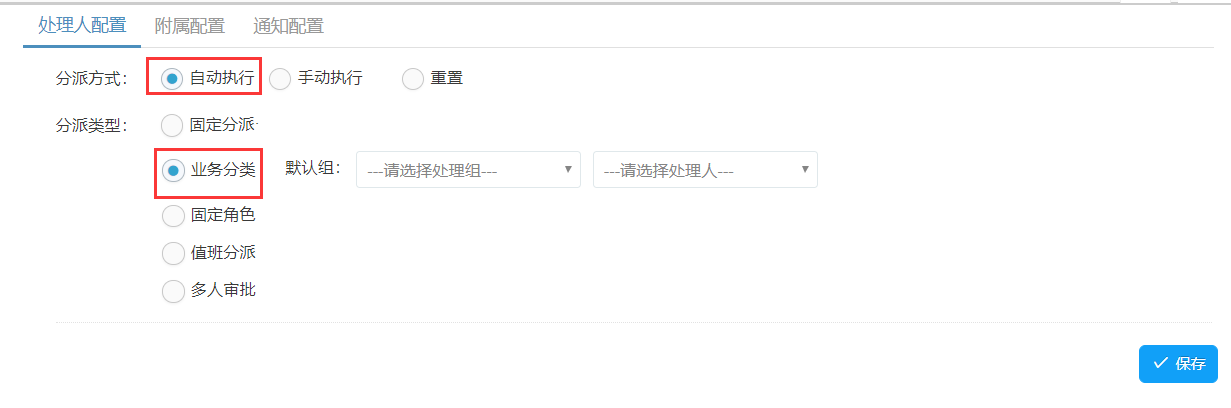 处理人配置 附属配置 通知配置
分派方式： 自动执行 手动执行 重置
分派类型： 固定分派
业务分类 默认组： ---请选择处理组--- ---请选择处理人---
固定角色
值班分派
多人审批
保存